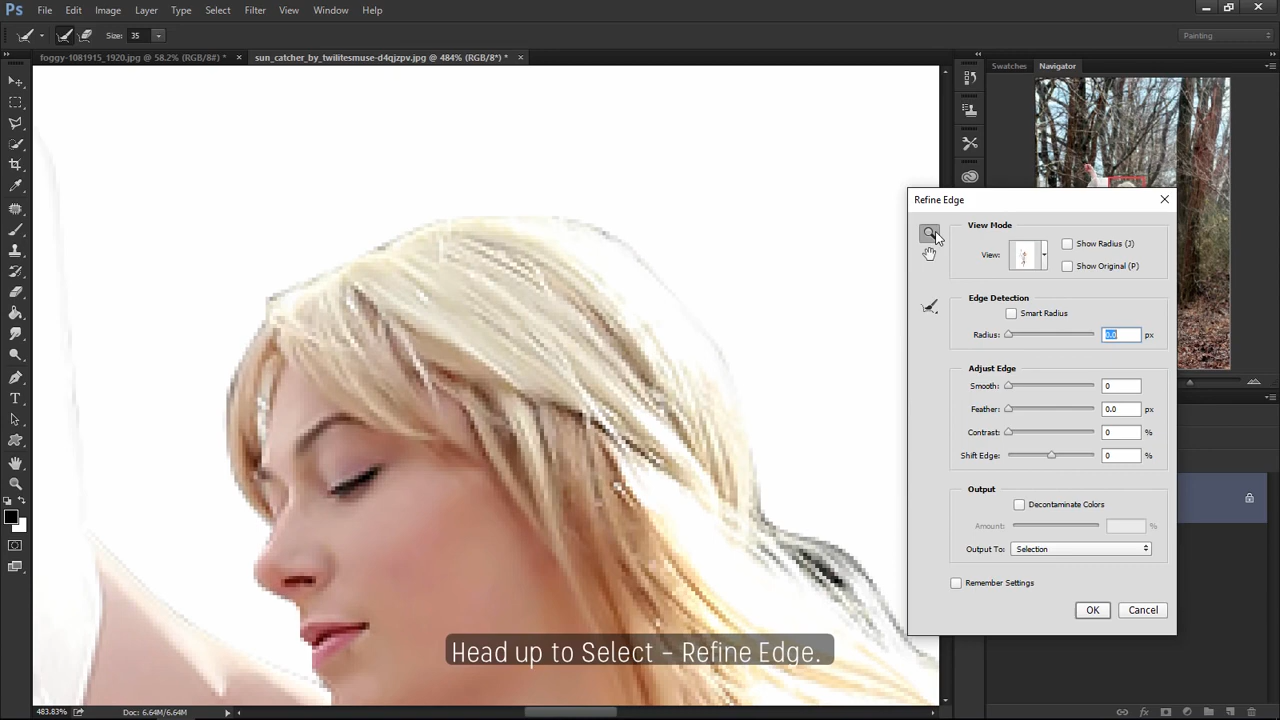 Ps File Edit Image Layer Type Select Filter View Window Help
Size: 35 Painting
foggy-1081915_1920.jpg @ 58.2% (RGB/8#) * × sun_catcher_by_twilitesmuse-d4qjzpv.jpg @ 484% (RGB/8*) * ×
Swatches Navigator
Refine Edge
View Mode
View:
Show Radius (J)
Show Original (P)
Edge Detection
Smart Radius
Radius: 0.0 px
Adjust Edge
Smooth: 0
Feather: 0.0 px
Contrast: 0 %
Shift Edge: 0 %
Output
Decontaminate Colors
Amount: %
Output To: Selection
Remember Settings
OK Cancel
Head up to Select – Refine Edge.
483.83% Doc: 6.64M/6.64M
fx